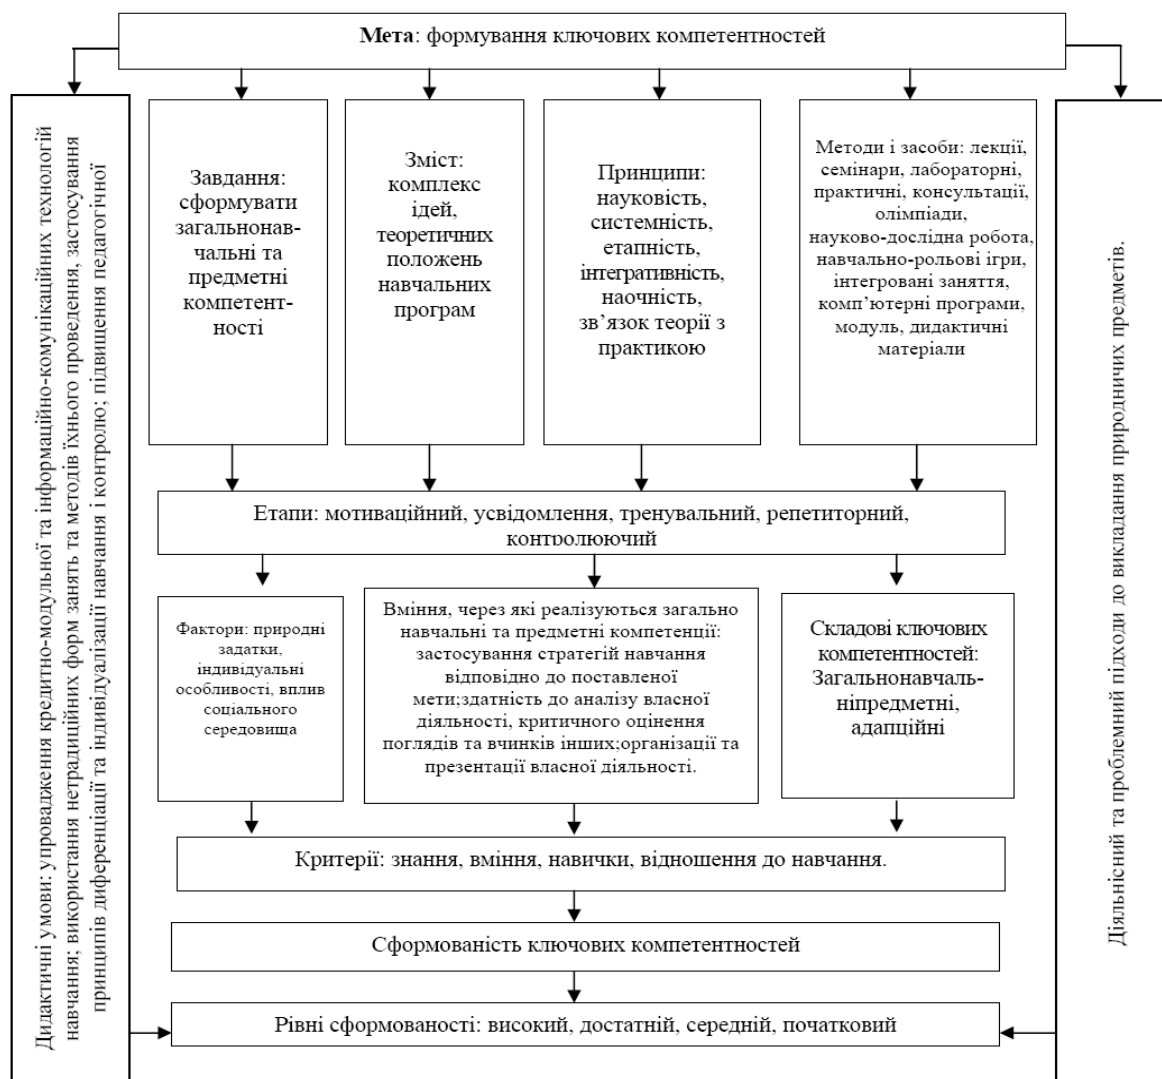 Мета: формування ключових компетентностей
Дидактичні умови: упровадження кредитно-модульної та інформаційно-комунікаційних технологій
навчання; використання нетрадиційних форм занять та методів їхнього проведення, застосування
принципів диференціації та індивідуалізації навчання і контролю; підвищення педагогічної
Завдання:
сформувати
загальнонав-
чальні та
предметні
компетент-
ності
Зміст:
комплекс
ідей,
теоретичних
положень
навчальних
програм
Принципи:
науковість,
системність,
етапність,
інтегративність,
наочність,
зв’язок теорії з
практикою
Методи і засоби: лекції,
семінари, лабораторні,
практичні, консультації,
олімпіади,
науково-дослідна робота,
навчально-рольові ігри,
інтегровані заняття,
комп’ютерні програми,
модуль, дидактичні
матеріали
Діяльнісний та проблемний підходи до викладання природничих предметів.
Етапи: мотиваційний, усвідомлення, тренувальний, репетиторний,
контролюючий
Фактори: природні
задатки,
індивідуальні
особливості, вплив
соціального
середовища
Вміння, через які реалізуються загально
навчальні та предметні компетенції:
застосування стратегій навчання
відповідно до поставленої
мети;здатність до аналізу власної
діяльності, критичного оцінення
поглядів та вчинків інших;організації та
презентації власної діяльності.
Складові ключових
компетентностей:
Загальнонавчаль-
ніпредметні,
адапційні
Критерії: знання, вміння, навички, відношення до навчання.
Сформованість ключових компетентностей
Рівні сформованості: високий, достатній, середній, початковий